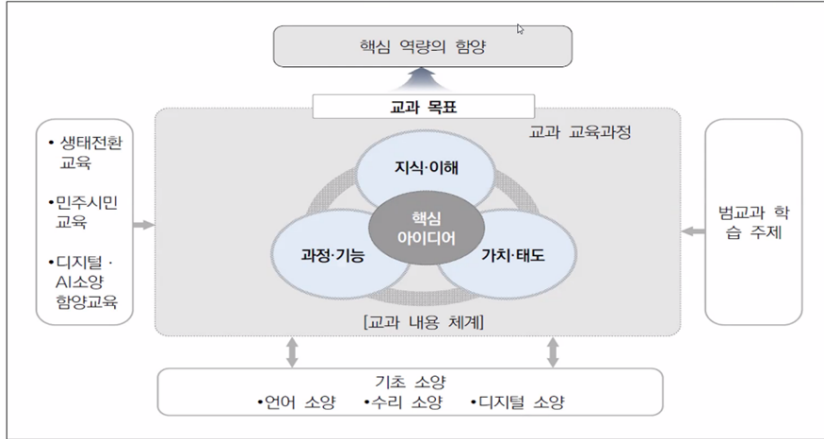 핵심 역량의 함양
교과 목표
교과 교육과정
• 생태전환
교육
•민주시민
교육
•디지털 ·
AI소양
함양교육
지식·이해
핵심
아이디어
과정·기능
가치·태도
[교과 내용 체계]
범교과 학
습 주제
기초 소양
•언어 소양 •수리 소양 •디지털 소양